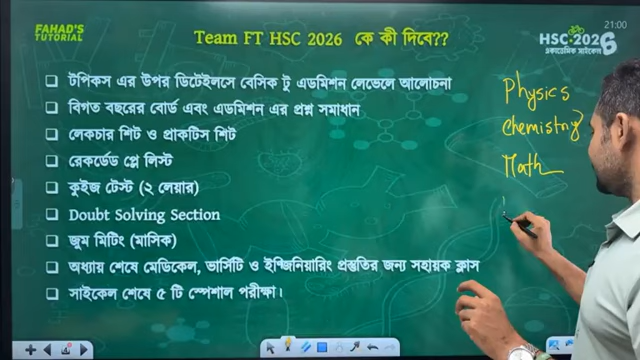 FAHAD'S
TUTORIAL
Team FT HSC 2026 কে কী দিবে??
21:00
HSC:2026
একাডেমিক সাইকেল
টপিকস এর উপর ডিটেইলসে বেসিক টু এডমিশন লেভেলে আলোচনা
বিগত বছরের বোর্ড এবং এডমিশন এর প্রশ্ন সমাধান
লেকচার শিট ও প্রাকটিস শিট
রেকর্ডেড প্লে লিস্ট
কুইজ টেস্ট (২ লেয়ার)
Doubt Solving Section
জুম মিটিং (মাসিক)
অধ্যায় শেষে মেডিকেল, ভার্সিটি ও ইঞ্জিনিয়ারিং প্রস্তুতির জন্য সহায়ক ক্লাস
সাইকেল শেষে ৫ টি স্পেশাল পরীক্ষা।
Physics
Chemistry
Math